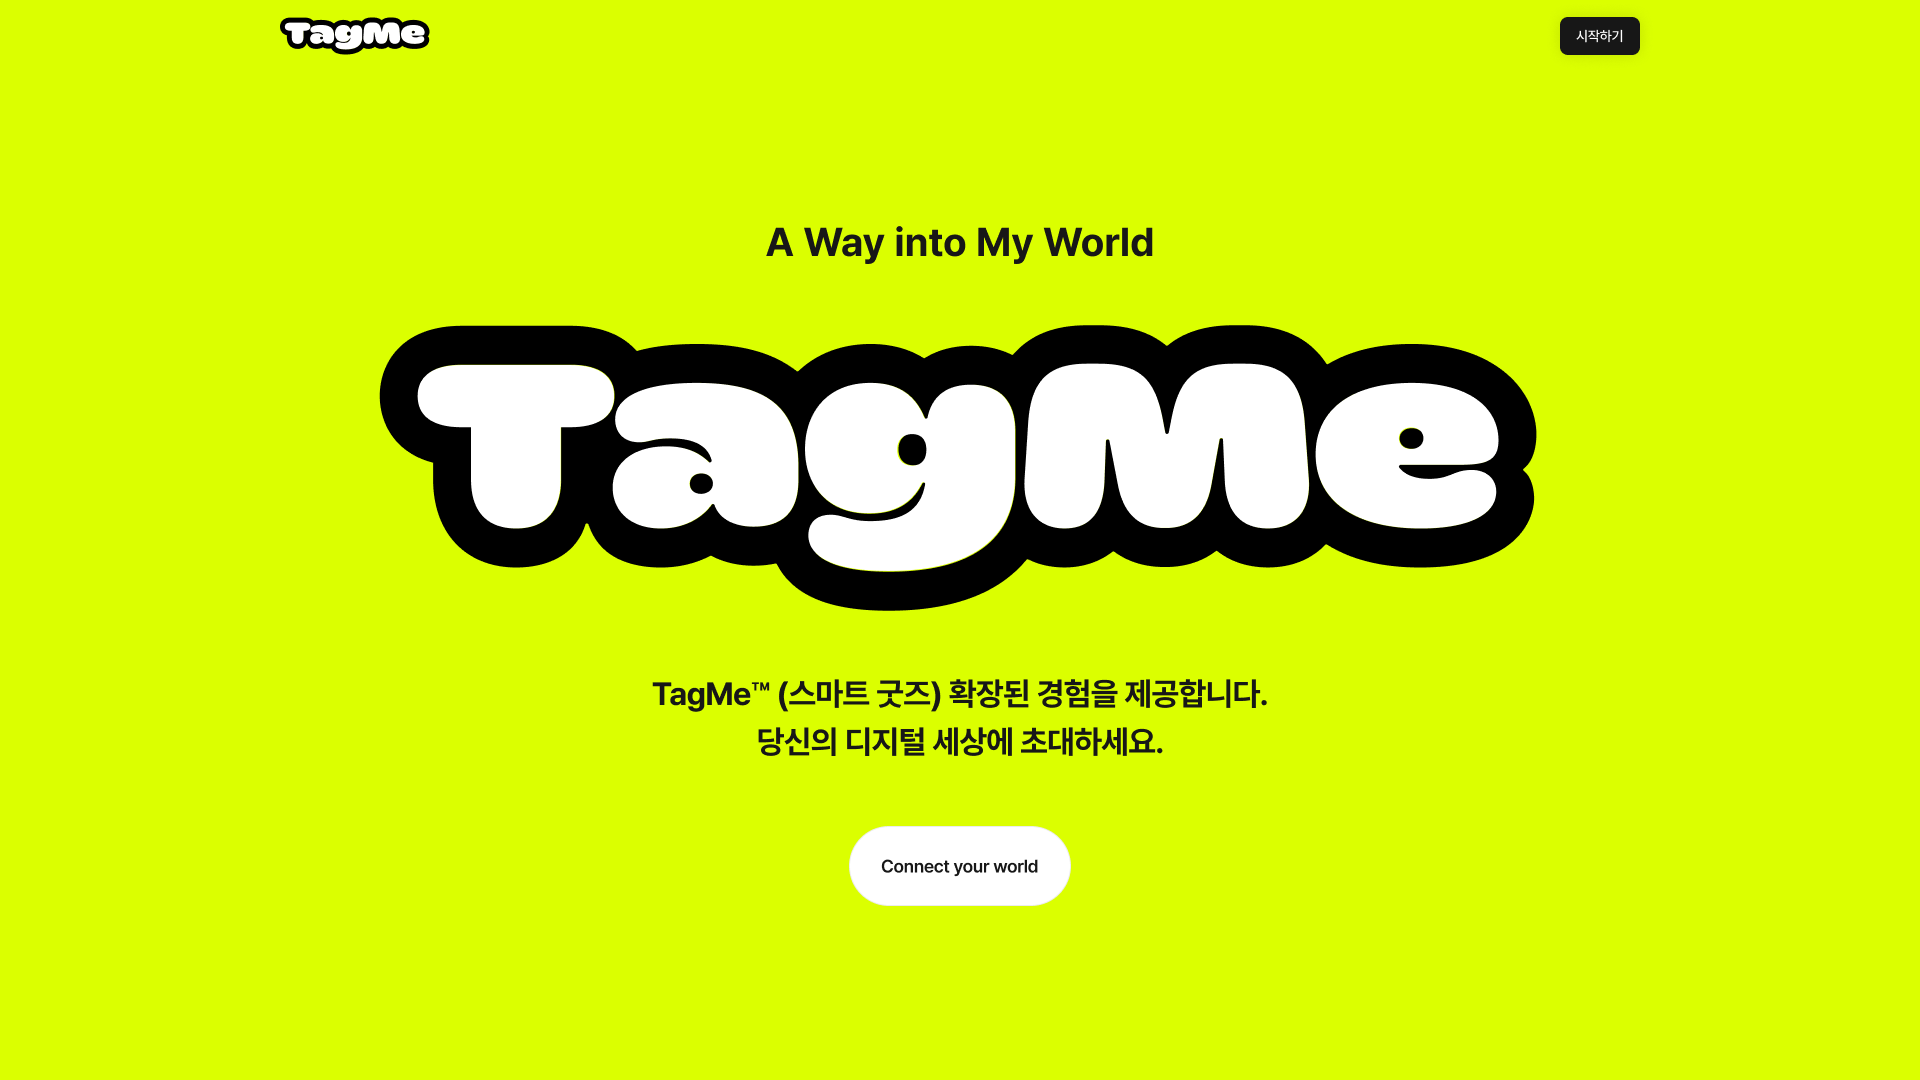 TagMe
시작하기
A Way into My World
TagMe
TagMe™ (스마트 굿즈) 확장된 경험을 제공합니다.
당신의 디지털 세상에 초대하세요.
Connect your world